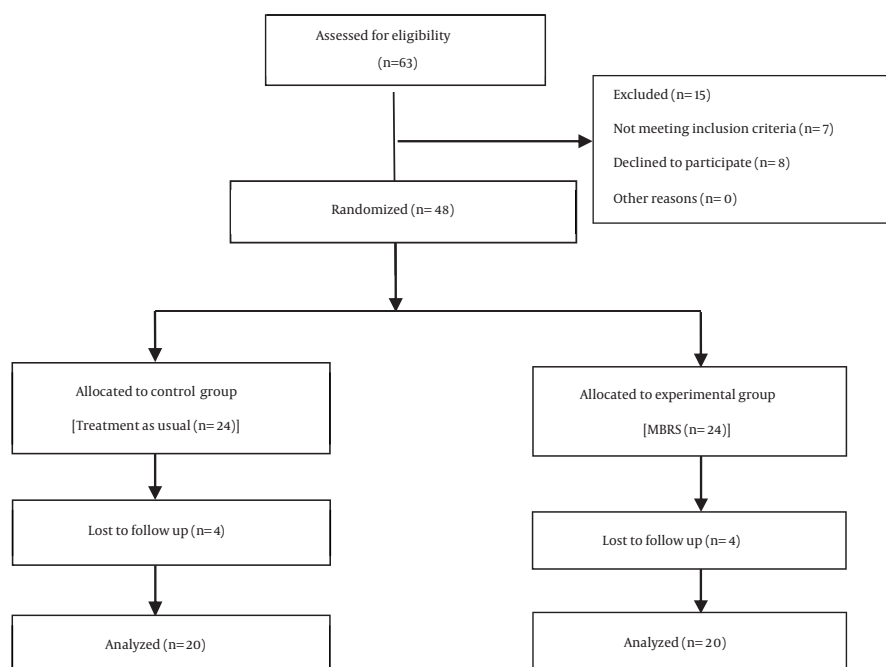 Assessed for eligibility
(n=63)
Excluded (n=15)
Not meeting inclusion criteria (n=7)
Declined to participate (n=8)
Other reasons (n=0)
Randomized (n=48)
Allocated to control group
[Treatment as usual (n=24)]
Allocated to experimental group
[MBRS (n=24)]
Lost to follow up (n=4)
Lost to follow up (n=4)
Analyzed (n=20)
Analyzed (n=20)